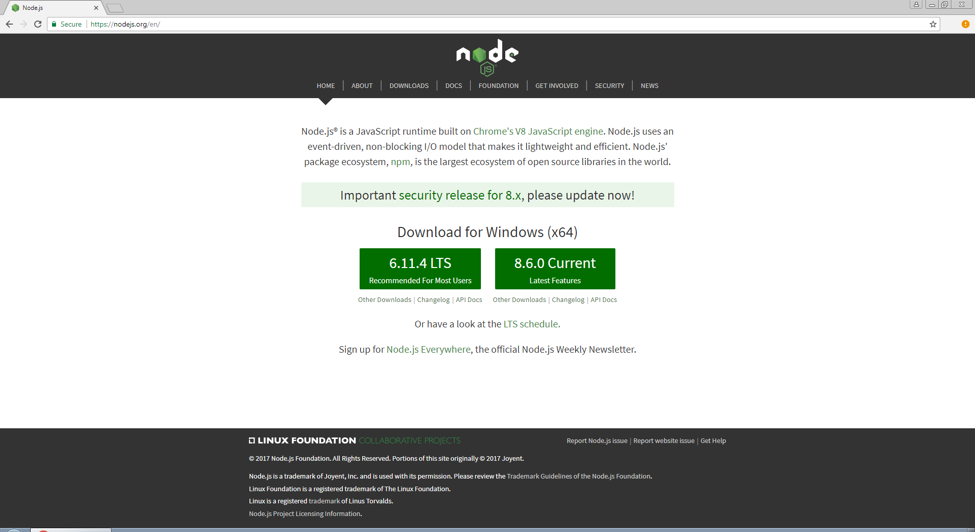 Node.js
Secure | https://nodejs.org/en/
node
JS
HOME | ABOUT | DOWNLOADS | DOCS | FOUNDATION | GET INVOLVED | SECURITY | NEWS
Node.js® is a JavaScript runtime built on Chrome's V8 JavaScript engine. Node.js uses an
event-driven, non-blocking I/O model that makes it lightweight and efficient. Node.js'
package ecosystem, npm, is the largest ecosystem of open source libraries in the world.
Important security release for 8.x, please update now!
Download for Windows (x64)
6.11.4 LTS
Recommended For Most Users
8.6.0 Current
Latest Features
Other Downloads | Changelog | API Docs
Other Downloads | Changelog | API Docs
Or have a look at the LTS schedule.
Sign up for Node.js Everywhere, the official Node.js Weekly Newsletter.
LINUX FOUNDATION COLLABORATIVE PROJECTS
Report Node.js issue | Report website issue | Get Help
© 2017 Node.js Foundation. All Rights Reserved. Portions of this site originally © 2017 Joyent.
Node.js is a trademark of Joyent, Inc. and is used with its permission. Please review the Trademark Guidelines of the Node.js Foundation.
Linux Foundation is a registered trademark of The Linux Foundation.
Linux is a registered trademark of Linus Torvalds.
Node.js Project Licensing Information.